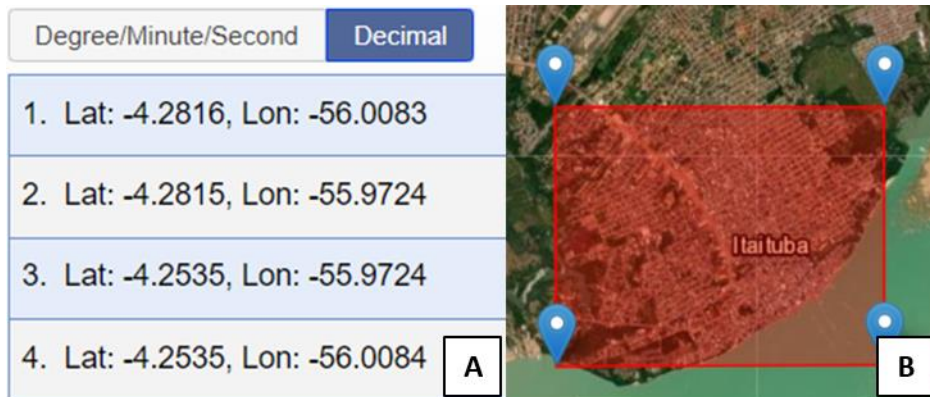 Degree/Minute/Second Decimal
1. Lat: -4.2816, Lon: -56.0083
2. Lat: -4.2815, Lon: -55.9724
3. Lat: -4.2535, Lon: -55.9724
4. Lat: -4.2535, Lon: -56.0084
A
Itaituba
B